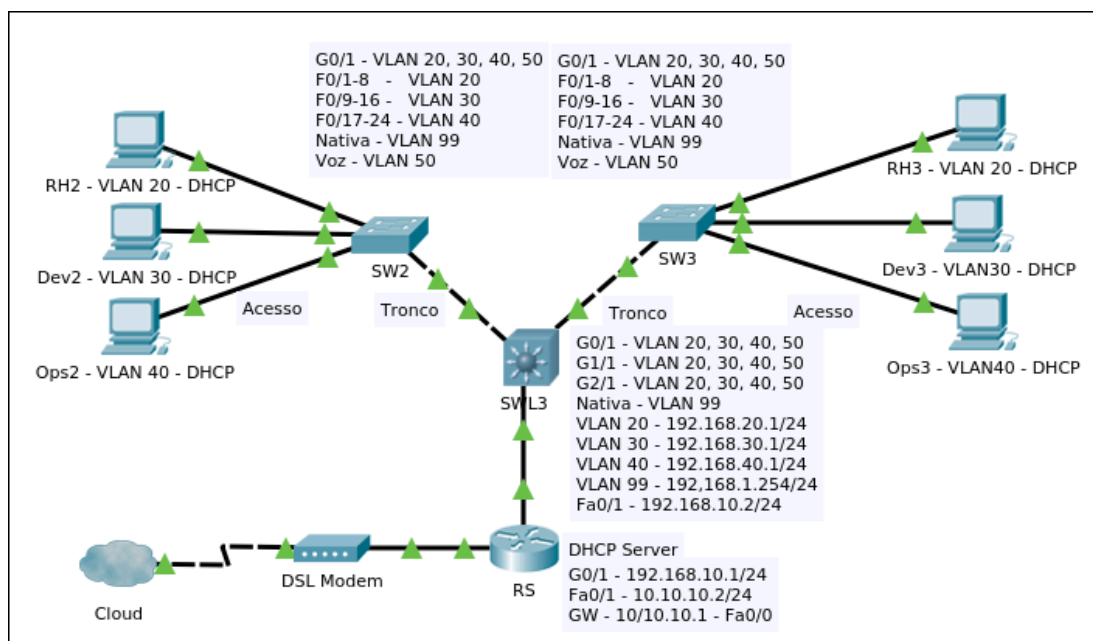 G0/1 - VLAN 20, 30, 40, 50
F0/1-8 - VLAN 20
F0/9-16 - VLAN 30
F0/17-24 - VLAN 40
Nativa - VLAN 99
Voz - VLAN 50
G0/1 - VLAN 20, 30, 40, 50
F0/1-8 - VLAN 20
F0/9-16 - VLAN 30
F0/17-24 - VLAN 40
Nativa - VLAN 99
Voz - VLAN 50
RH2 - VLAN 20 - DHCP
Dev2 - VLAN 30 - DHCP
Ops2 - VLAN 40 - DHCP
Acesso
SW2
Tronco
SW3
Tronco
Acesso
RH3 - VLAN 20 - DHCP
Dev3 - VLAN30 - DHCP
Ops3 - VLAN40 - DHCP
SWL3
G0/1 - VLAN 20, 30, 40, 50
G1/1 - VLAN 20, 30, 40, 50
G2/1 - VLAN 20, 30, 40, 50
Nativa - VLAN 99
VLAN 20 - 192.168.20.1/24
VLAN 30 - 192.168.30.1/24
VLAN 40 - 192.168.40.1/24
VLAN 99 - 192,168.1.254/24
Fa0/1 - 192.168.10.2/24
Cloud
DSL Modem
RS
DHCP Server
G0/1 - 192.168.10.1/24
Fa0/1 - 10.10.10.2/24
GW - 10/10.10.1 - Fa0/0